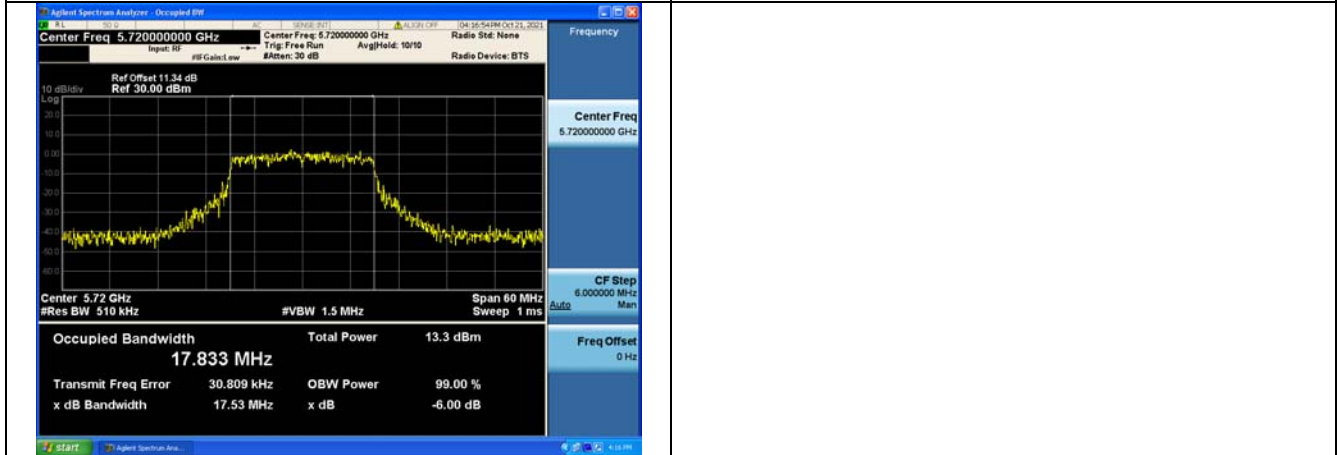 Agilent Spectrum Analyzer - Occupied BW
RL 50 Ω AC SENSE:INT ALIGN OFF 04:16:54 PM Oct 21, 2021
Center Freq 5.720000000 GHz
Center Freq: 5.720000000 GHz
Radio Std: None
Frequency
Input: RF
Trig: Free Run
Avg|Hold: 10/10
#IFGain:Low
#Atten: 30 dB
Radio Device: BTS
Ref Offset 11.34 dB
10 dB/div Ref 30.00 dBm
Log
20.0
10.0
0.00
-10.0
-20.0
-30.0
-40.0
-50.0
-60.0
Center Freq
5.720000000 GHz
Center 5.72 GHz
Span 60 MHz
#Res BW 510 kHz
#VBW 1.5 MHz
Sweep 1 ms
CF Step
6.000000 MHz
Auto Man
Occupied Bandwidth
Total Power 13.3 dBm
17.833 MHz
Freq Offset
0 Hz
Transmit Freq Error 30.809 kHz
OBW Power 99.00 %
x dB Bandwidth 17.53 MHz
x dB -6.00 dB
start
Agilent Spectrum Ana...
4:16 PM